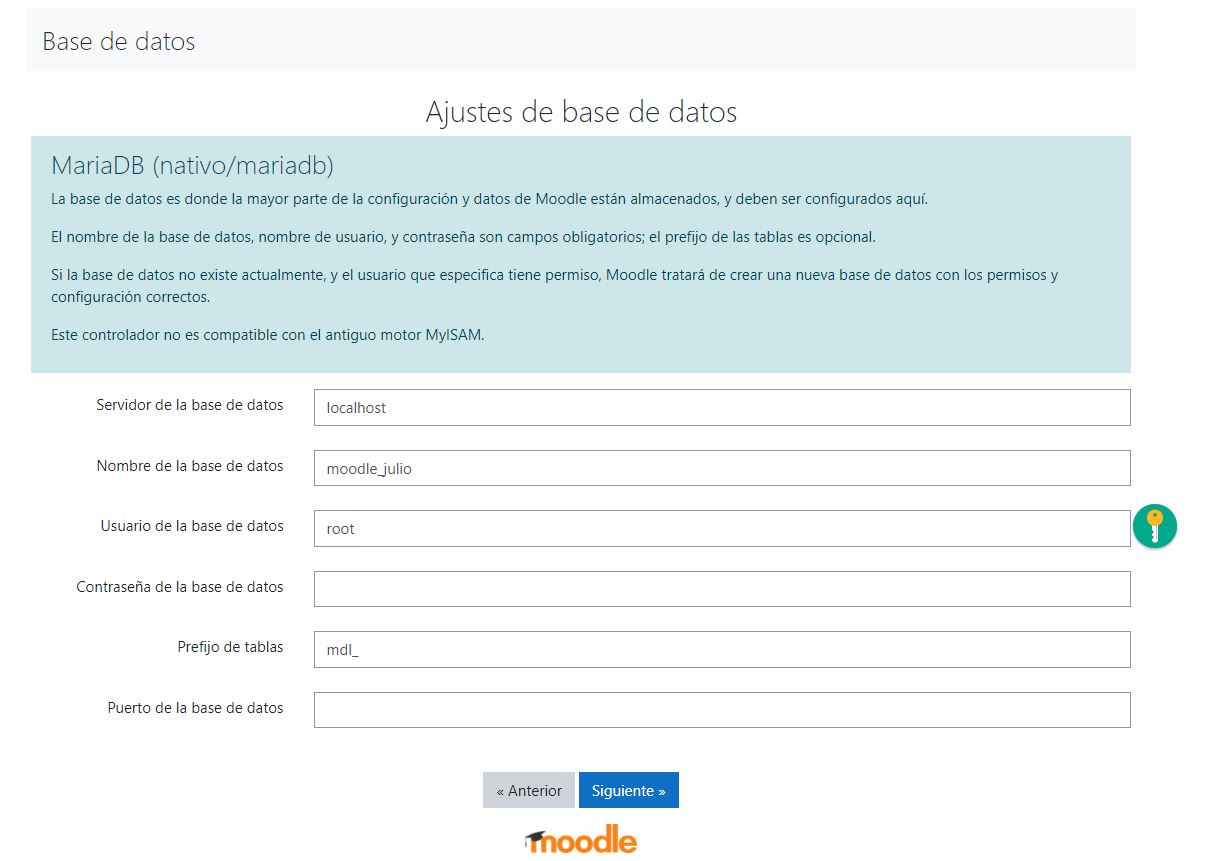 Base de datos
Ajustes de base de datos
MariaDB (nativo/mariadb)
La base de datos es donde la mayor parte de la configuración y datos de Moodle están almacenados, y deben ser configurados aquí.
El nombre de la base de datos, nombre de usuario, y contraseña son campos obligatorios; el prefijo de las tablas es opcional.
Si la base de datos no existe actualmente, y el usuario que especifica tiene permiso, Moodle tratará de crear una nueva base de datos con los permisos y
configuración correctos.
Este controlador no es compatible con el antiguo motor MyISAM.
Servidor de la base de datos localhost
Nombre de la base de datos moodle_julio
Usuario de la base de datos root
Contraseña de la base de datos
Prefijo de tablas mdl_
Puerto de la base de datos
« Anterior Siguiente »
moodle